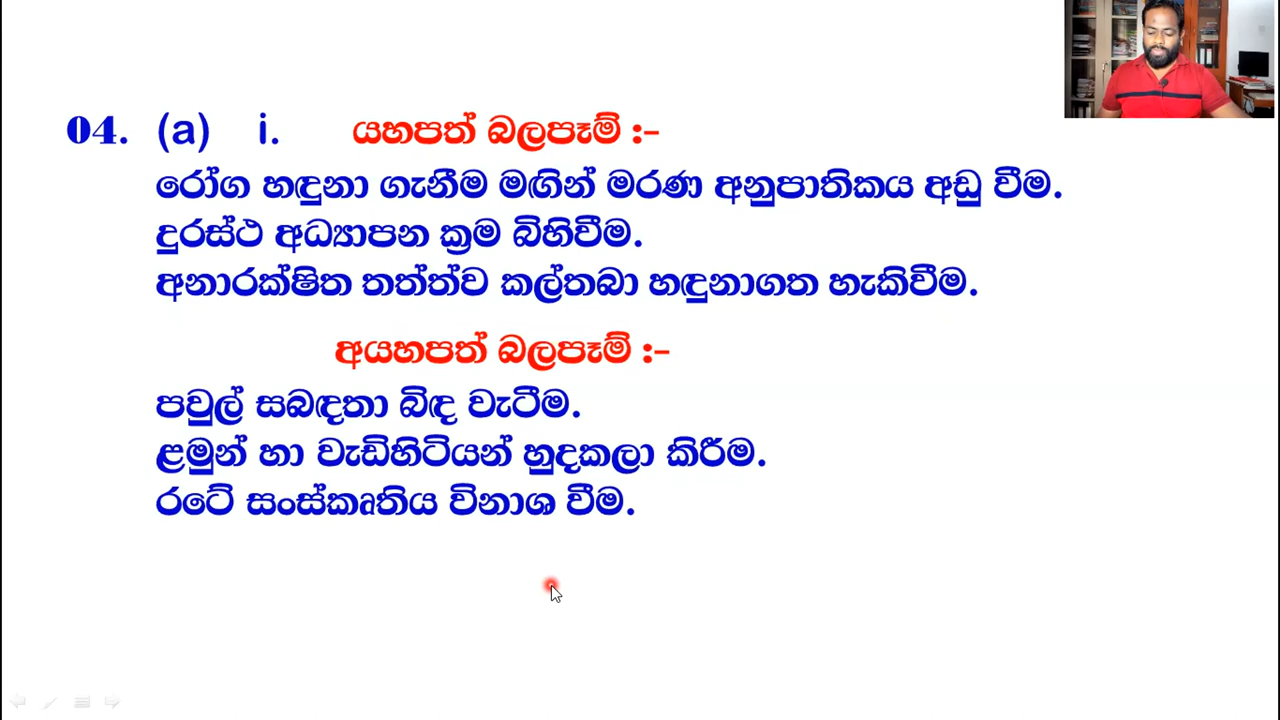 04. (a) i. යහපත් බලපෑම් :-
රෝග හඳුනා ගැනීම මඟින් මරණ අනුපාතිකය අඩු වීම.
දුරස්ථ අධ්‍යාපන ක්‍රම බිහිවීම.
අනාරක්ෂිත තත්ත්ව කල්තබා හඳුනාගත හැකිවීම.
අයහපත් බලපෑම් :-
පවුල් සබඳතා බිඳ වැටීම.
ළමුන් හා වැඩිහිටියන් හුදකලා කිරීම.
රටේ සංස්කෘතිය විනාශ වීම.